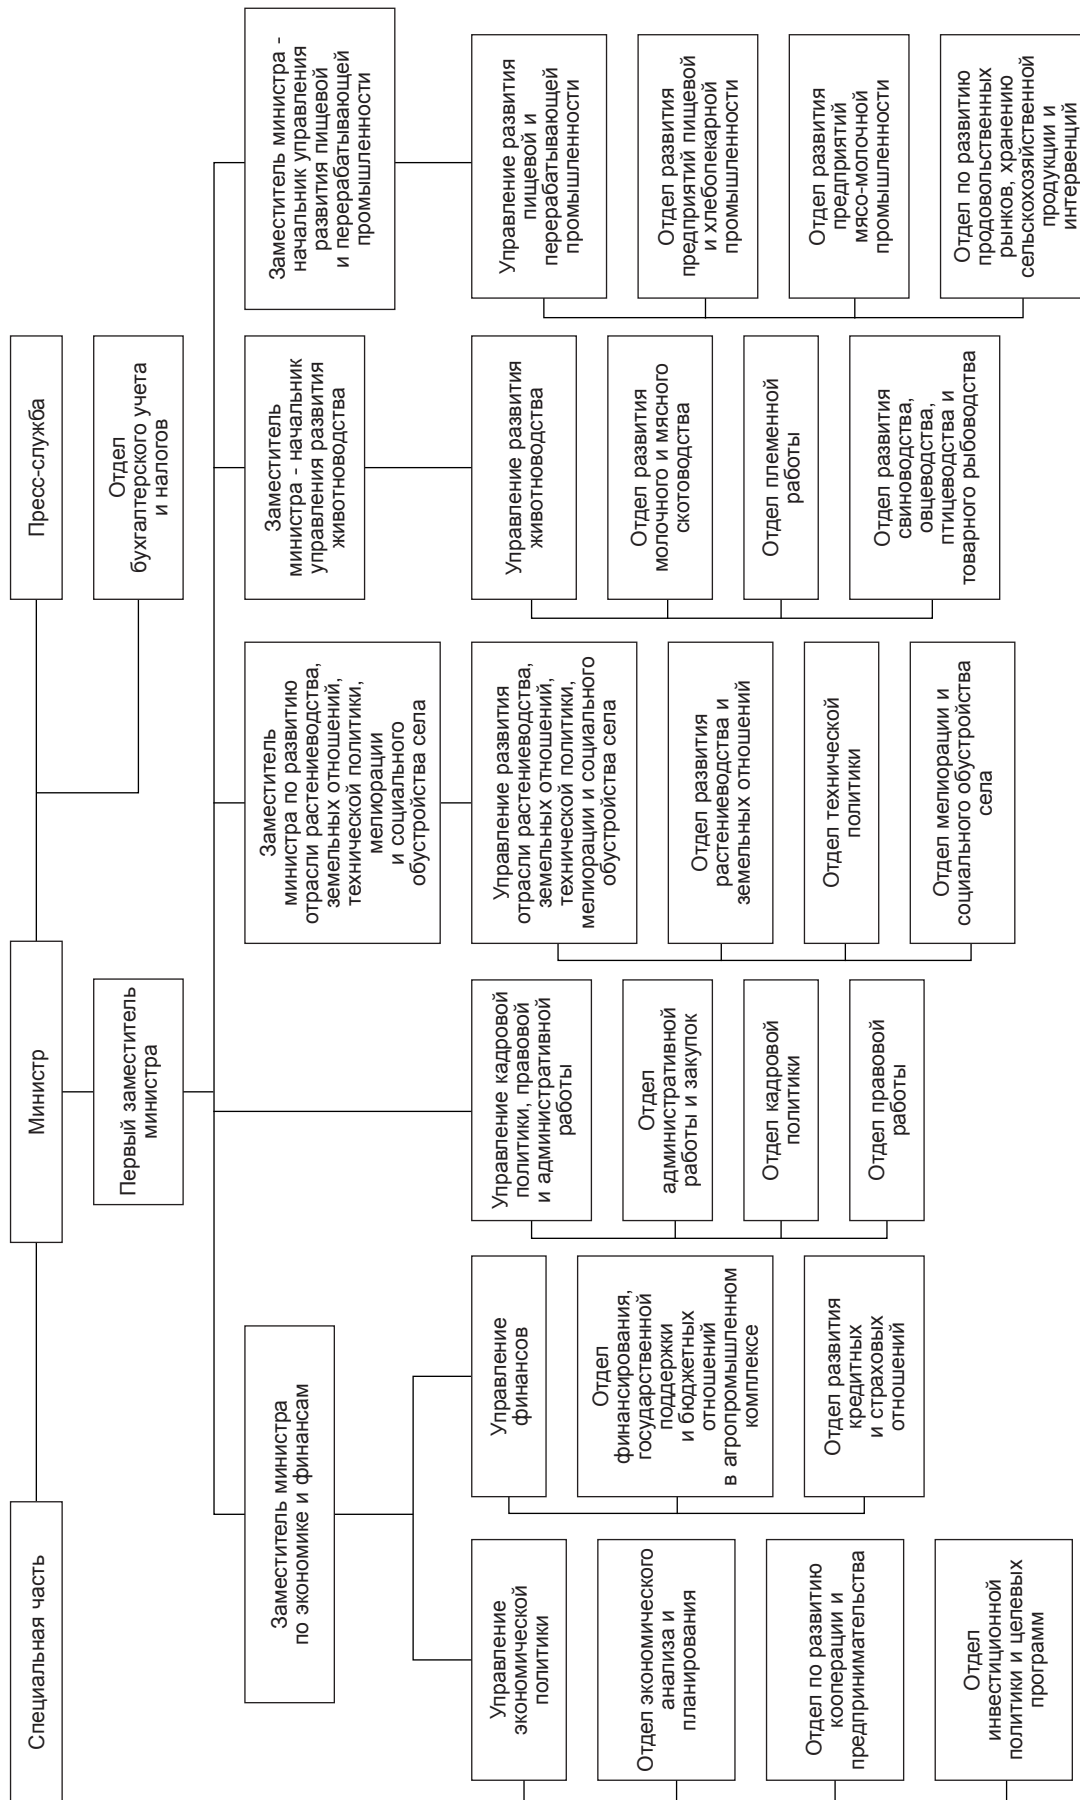 Специальная часть
Министр
Пресс-служба
Первый заместитель
министра
Отдел
бухгалтерского учета
и налогов
Заместитель министра
по экономике и финансам
Заместитель
министра по развитию
отрасли растениеводства,
земельных отношений,
технической политики,
мелиорации
и социального
обустройства села
Заместитель
министра - начальник
управления развития
животноводства
Заместитель министра -
начальник управления
развития пищевой
и перерабатывающей
промышленности
Управление
экономической
политики
Отдел экономического
анализа и
планирования
Отдел по развитию
кооперации и
предпринимательства
Отдел
инвестиционной
политики и целевых
программ
Управление
финансов
Отдел
финансирования,
государственной
поддержки
и бюджетных
отношений
в агропромышленном
комплексе
Отдел развития
кредитных
и страховых
отношений
Управление кадровой
политики, правовой
и административной
работы
Отдел
административной
работы и закупок
Отдел кадровой
политики
Отдел правовой
работы
Управление развития
отрасли растениеводства,
земельных отношений,
технической политики,
мелиорации и социального
обустройства села
Отдел развития
растениеводства и
земельных отношений
Отдел технической
политики
Отдел мелиорации и
социального обустройства
села
Управление развития
животноводства
Отдел развития
молочного и мясного
скотоводства
Отдел племенной
работы
Отдел развития
свиноводства,
овцеводства,
птицеводства и
товарного рыбоводства
Управление развития
пищевой и
перерабатывающей
промышленности
Отдел развития
предприятий пищевой
и хлебопекарной
промышленности
Отдел развития
предприятий
мясо-молочной
промышленности
Отдел по развитию
продовольственных
рынков, хранению
сельскохозяйственной
продукции и
интервенций